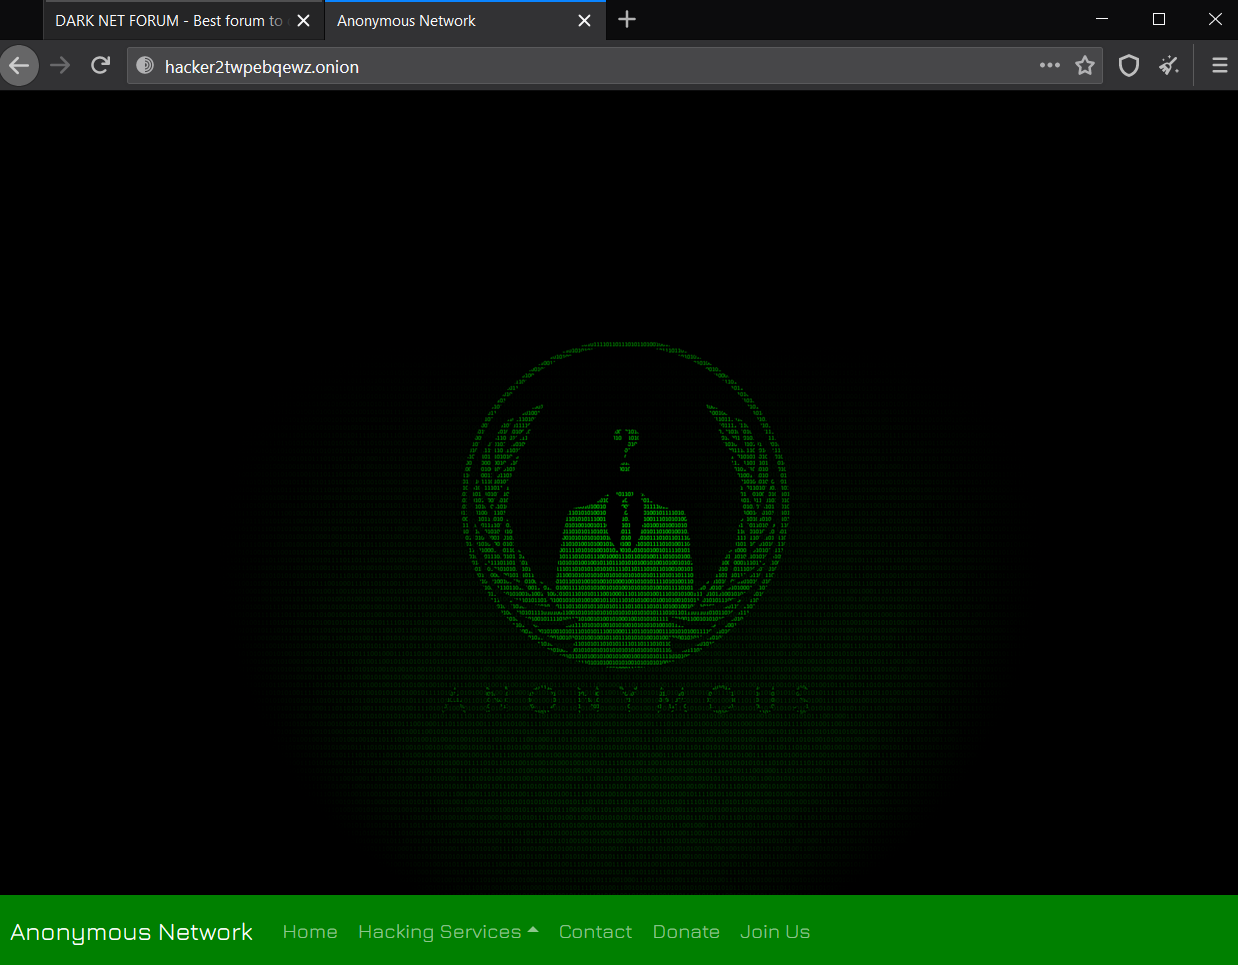 DARK NET FORUM - Best forum to
Anonymous Network
hacker2twpebqewz.onion
ANONYMOUS
Anonymous Network Home Hacking Services Contact Donate Join Us